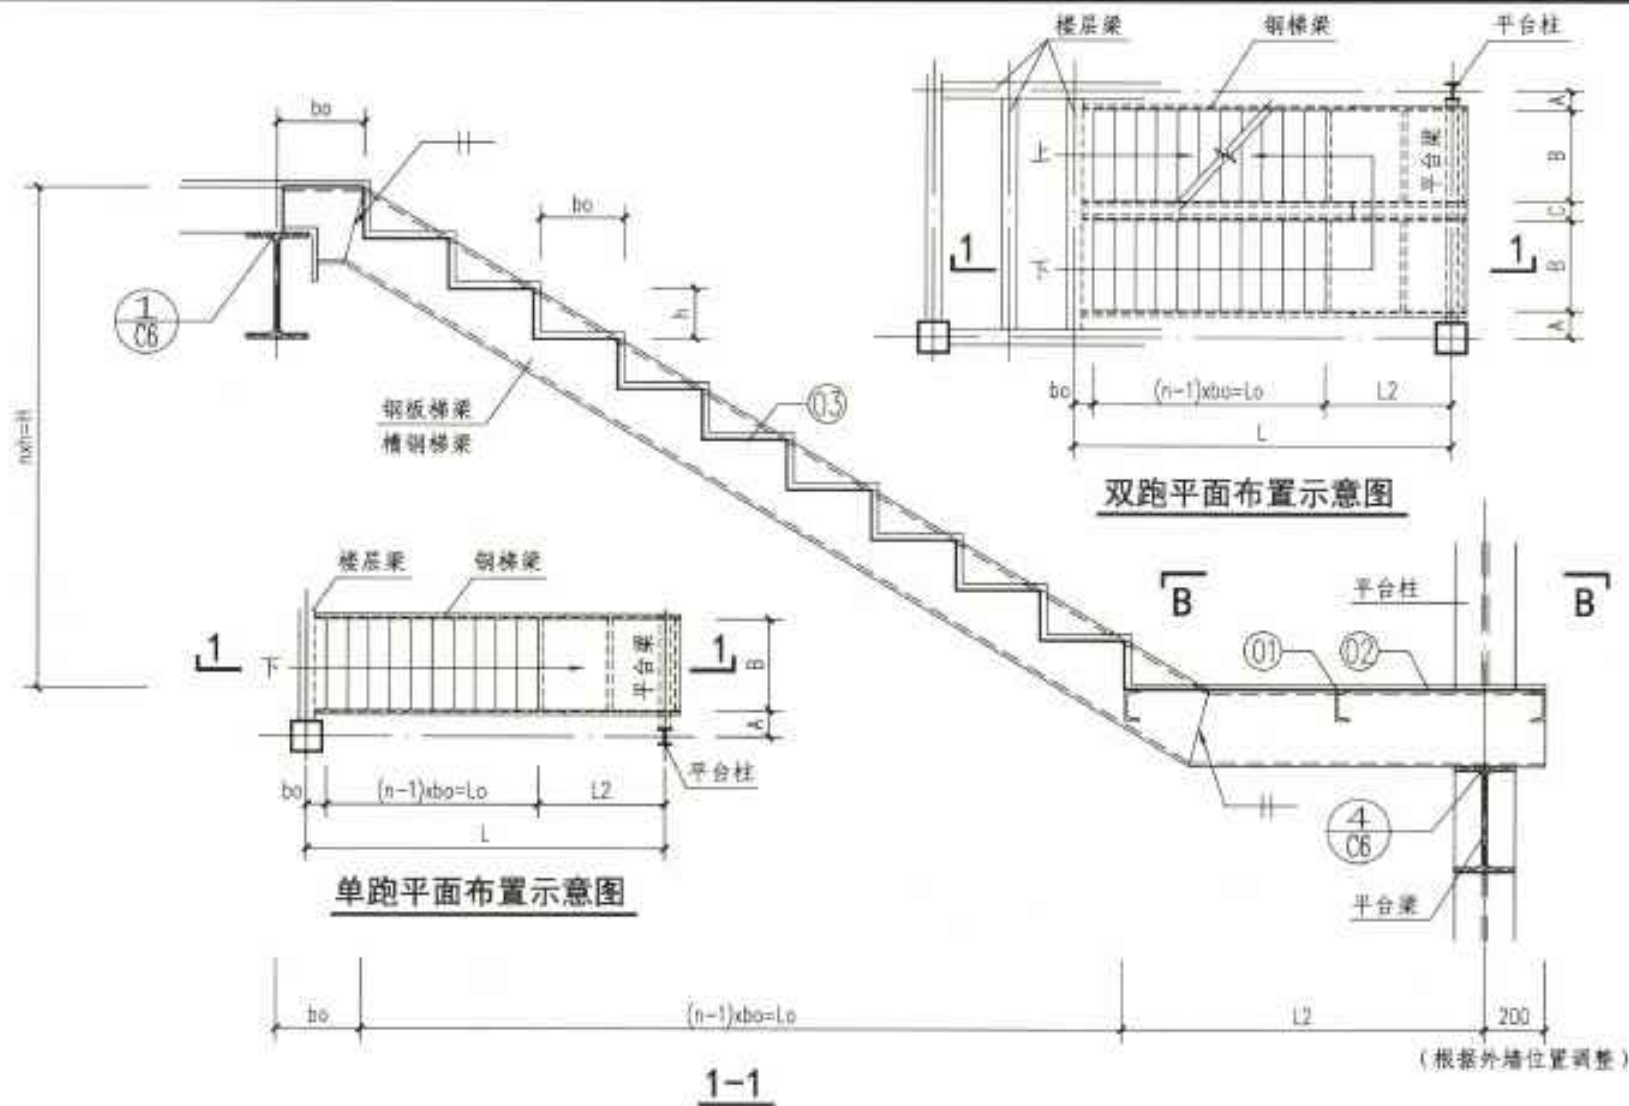 楼层梁
钢梯梁
平台柱
bo
A
B
C
B
A
上
下
平台梁
1
1
bo
(n-1)xbo=Lo
L2
L
双跑平面布置示意图
bo
h
nxh=H
1
C6
钢板梯梁
槽钢梯梁
03
楼层梁
钢梯梁
1
下
平台梁
1
B
A
平台柱
bo
(n-1)xbo=Lo
L2
L
单跑平面布置示意图
B
平台柱
B
01
02
4
C6
平台梁
bo
(n-1)xbo=Lo
L2
200
(根据外墙位置调整)
1-1